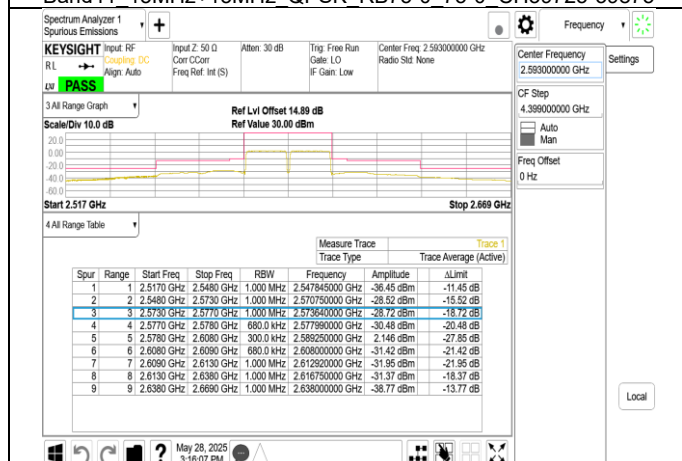 Band41_15MHz+15MHz_QPSK_RB75-0_75-0_CH39725-39875
Spectrum Analyzer 1
Spurious Emissions
Frequency
KEYSIGHT Input: RF Input Z: 50 Ω Atten: 30 dB Trig: Free Run Center Freq: 2.593000000 GHz
RL Coupling: DC Corr CCorr Gate: LO Radio Std: None
Align: Auto Freq Ref: Int (S) IF Gain: Low
LXI PASS
Center Frequency
2.593000000 GHz
Settings
CF Step
4.399000000 GHz
Auto
Man
Freq Offset
0 Hz
3 All Range Graph
Ref Lvl Offset 14.89 dB
Scale/Div 10.0 dB Ref Value 30.00 dBm
20.0
0.00
-20.0
-40.0
-60.0
Start 2.517 GHz Stop 2.669 GHz
4 All Range Table
Measure Trace Trace 1
Trace Type Trace Average (Active)
Spur Range Start Freq Stop Freq RBW Frequency Amplitude ΔLimit
1 1 2.5170 GHz 2.5480 GHz 1.000 MHz 2.547845000 GHz -36.45 dBm -11.45 dB
2 2 2.5480 GHz 2.5730 GHz 1.000 MHz 2.570750000 GHz -28.52 dBm -15.52 dB
3 3 2.5730 GHz 2.5770 GHz 1.000 MHz 2.573640000 GHz -28.72 dBm -18.72 dB
4 4 2.5770 GHz 2.5780 GHz 680.0 kHz 2.577990000 GHz -30.48 dBm -20.48 dB
5 5 2.5780 GHz 2.6080 GHz 300.0 kHz 2.589250000 GHz 2.146 dBm -27.85 dB
6 6 2.6080 GHz 2.6090 GHz 680.0 kHz 2.608000000 GHz -31.42 dBm -21.42 dB
7 7 2.6090 GHz 2.6130 GHz 1.000 MHz 2.612920000 GHz -31.95 dBm -21.95 dB
8 8 2.6130 GHz 2.6380 GHz 1.000 MHz 2.616750000 GHz -31.37 dBm -18.37 dB
9 9 2.6380 GHz 2.6690 GHz 1.000 MHz 2.638000000 GHz -38.77 dBm -13.77 dB
Local
May 28, 2025
3:16:07 PM